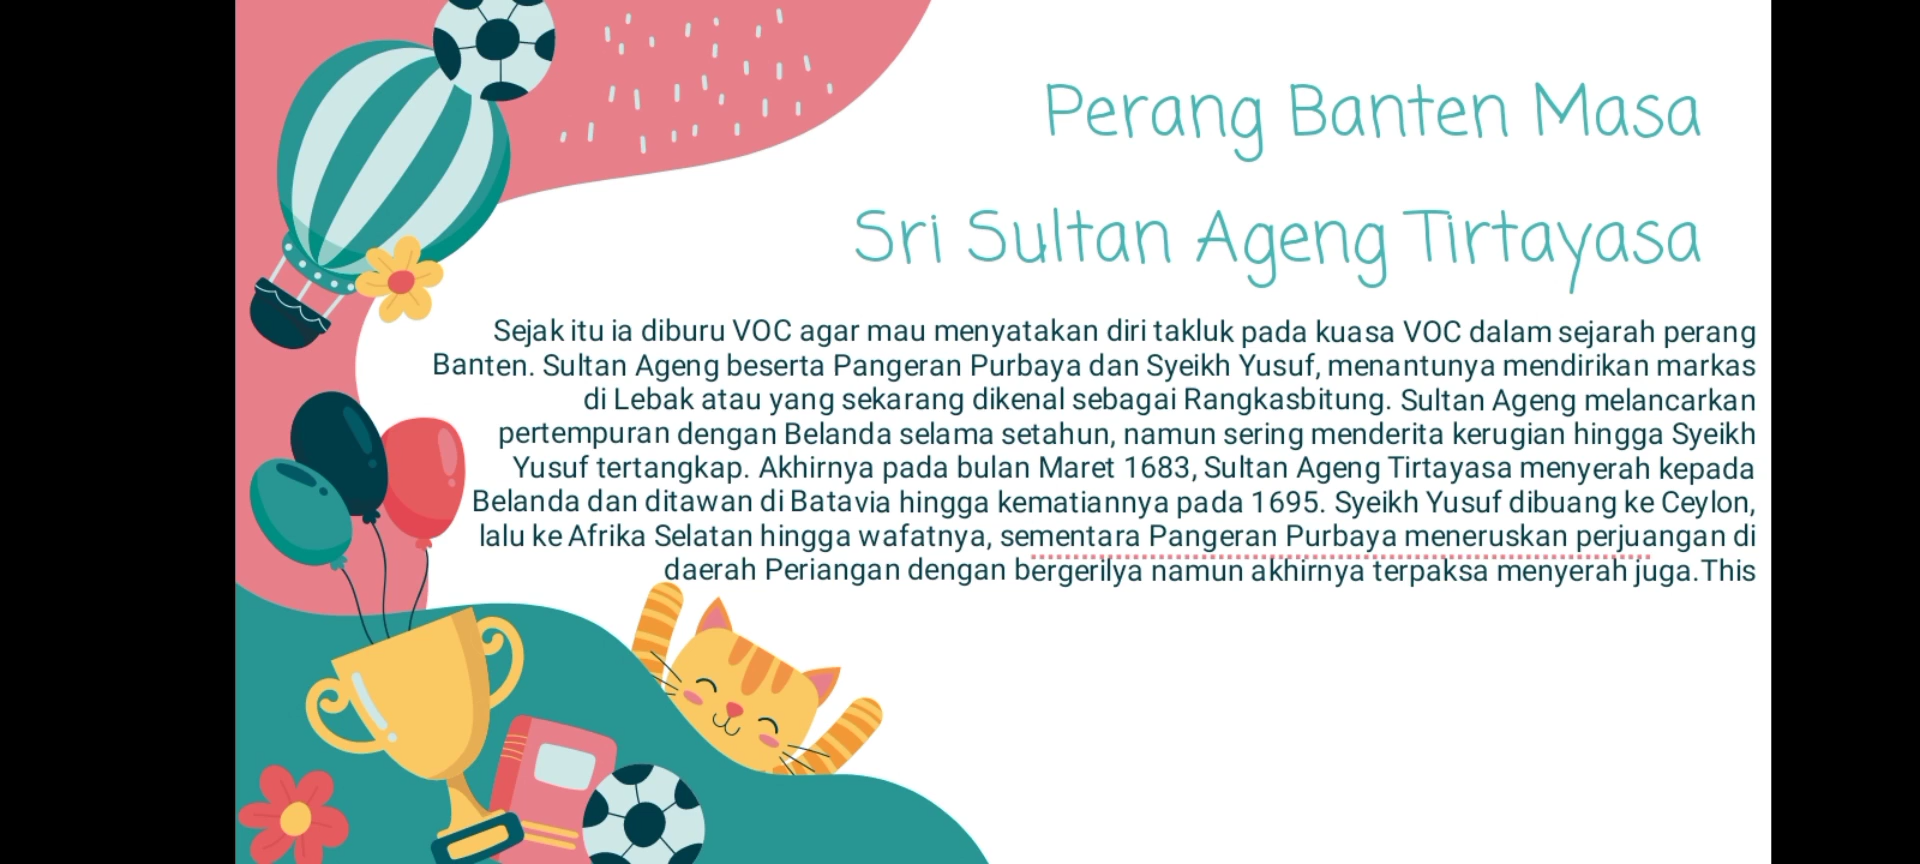 Perang Banten Masa
Sri Sultan Ageng Tirtayasa
Sejak itu ia diburu VOC agar mau menyatakan diri takluk pada kuasa VOC dalam sejarah perang
Banten. Sultan Ageng beserta Pangeran Purbaya dan Syeikh Yusuf, menantunya mendirikan markas
di Lebak atau yang sekarang dikenal sebagai Rangkasbitung. Sultan Ageng melancarkan
pertempuran dengan Belanda selama setahun, namun sering menderita kerugian hingga Syeikh
Yusuf tertangkap. Akhirnya pada bulan Maret 1683, Sultan Ageng Tirtayasa menyerah kepada
Belanda dan ditawan di Batavia hingga kematiannya pada 1695. Syeikh Yusuf dibuang ke Ceylon,
lalu ke Afrika Selatan hingga wafatnya, sementara Pangeran Purbaya meneruskan perjuangan di
daerah Periangan dengan bergerilya namun akhirnya terpaksa menyerah juga.This